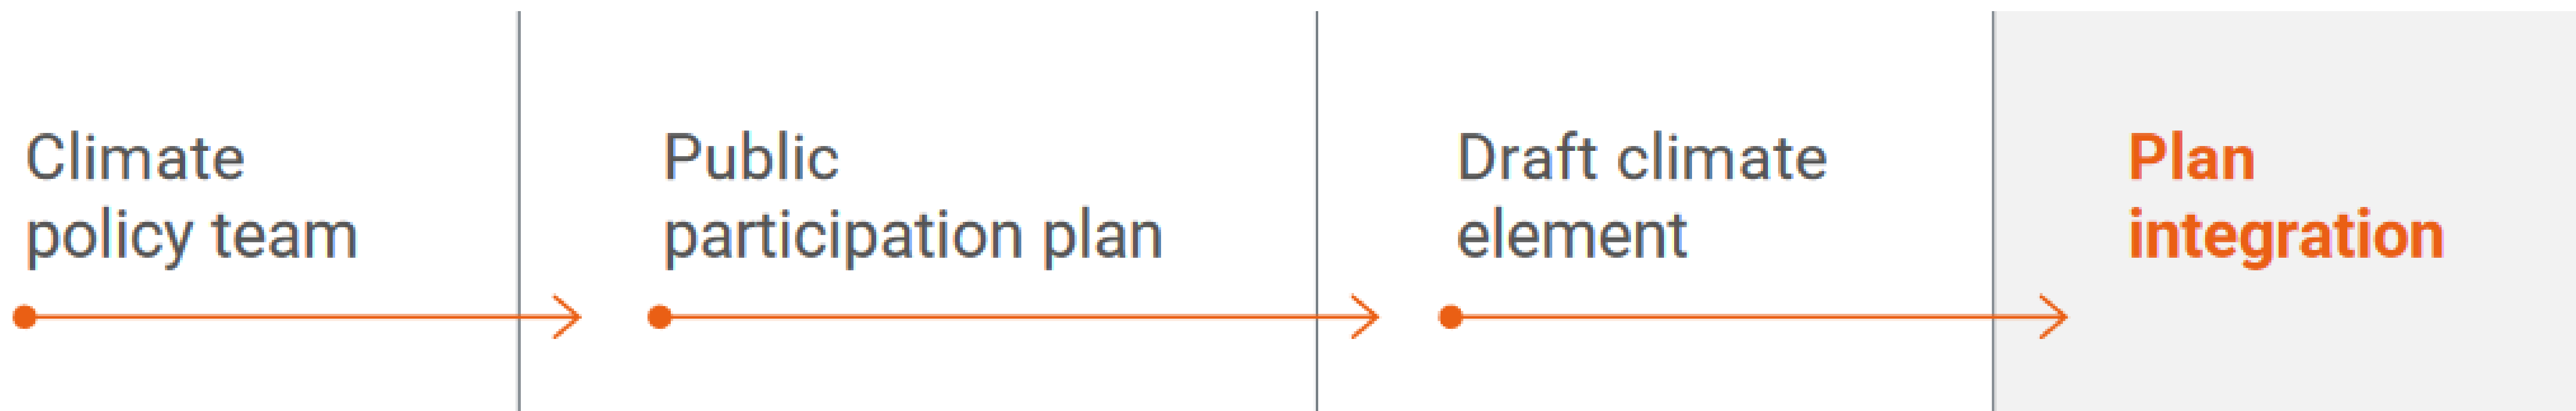 Climate
policy team
Public
participation plan
Draft climate
element
Plan
integration